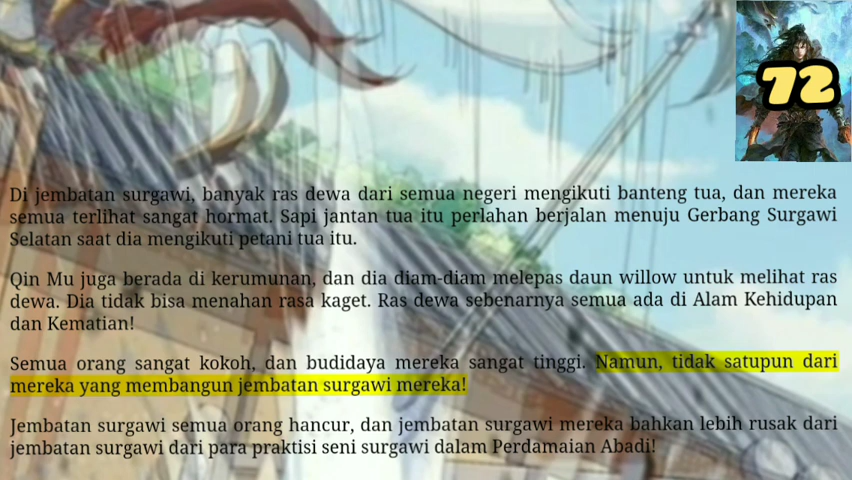 72
Di jembatan surgawi, banyak ras dewa dari semua negeri mengikuti banteng tua, dan mereka
semua terlihat sangat hormat. Sapi jantan tua itu perlahan berjalan menuju Gerbang Surgawi
Selatan saat dia mengikuti petani tua itu.
Qin Mu juga berada di kerumunan, dan dia diam-diam melepas daun willow untuk melihat ras
dewa. Dia tidak bisa menahan rasa kaget. Ras dewa sebenarnya semua ada di Alam Kehidupan
dan Kematian!
Semua orang sangat kokoh, dan budidaya mereka sangat tinggi. Namun, tidak satupun dari
mereka yang membangun jembatan surgawi mereka!
Jembatan surgawi semua orang hancur, dan jembatan surgawi mereka bahkan lebih rusak dari
jembatan surgawi dari para praktisi seni surgawi dalam Perdamaian Abadi!